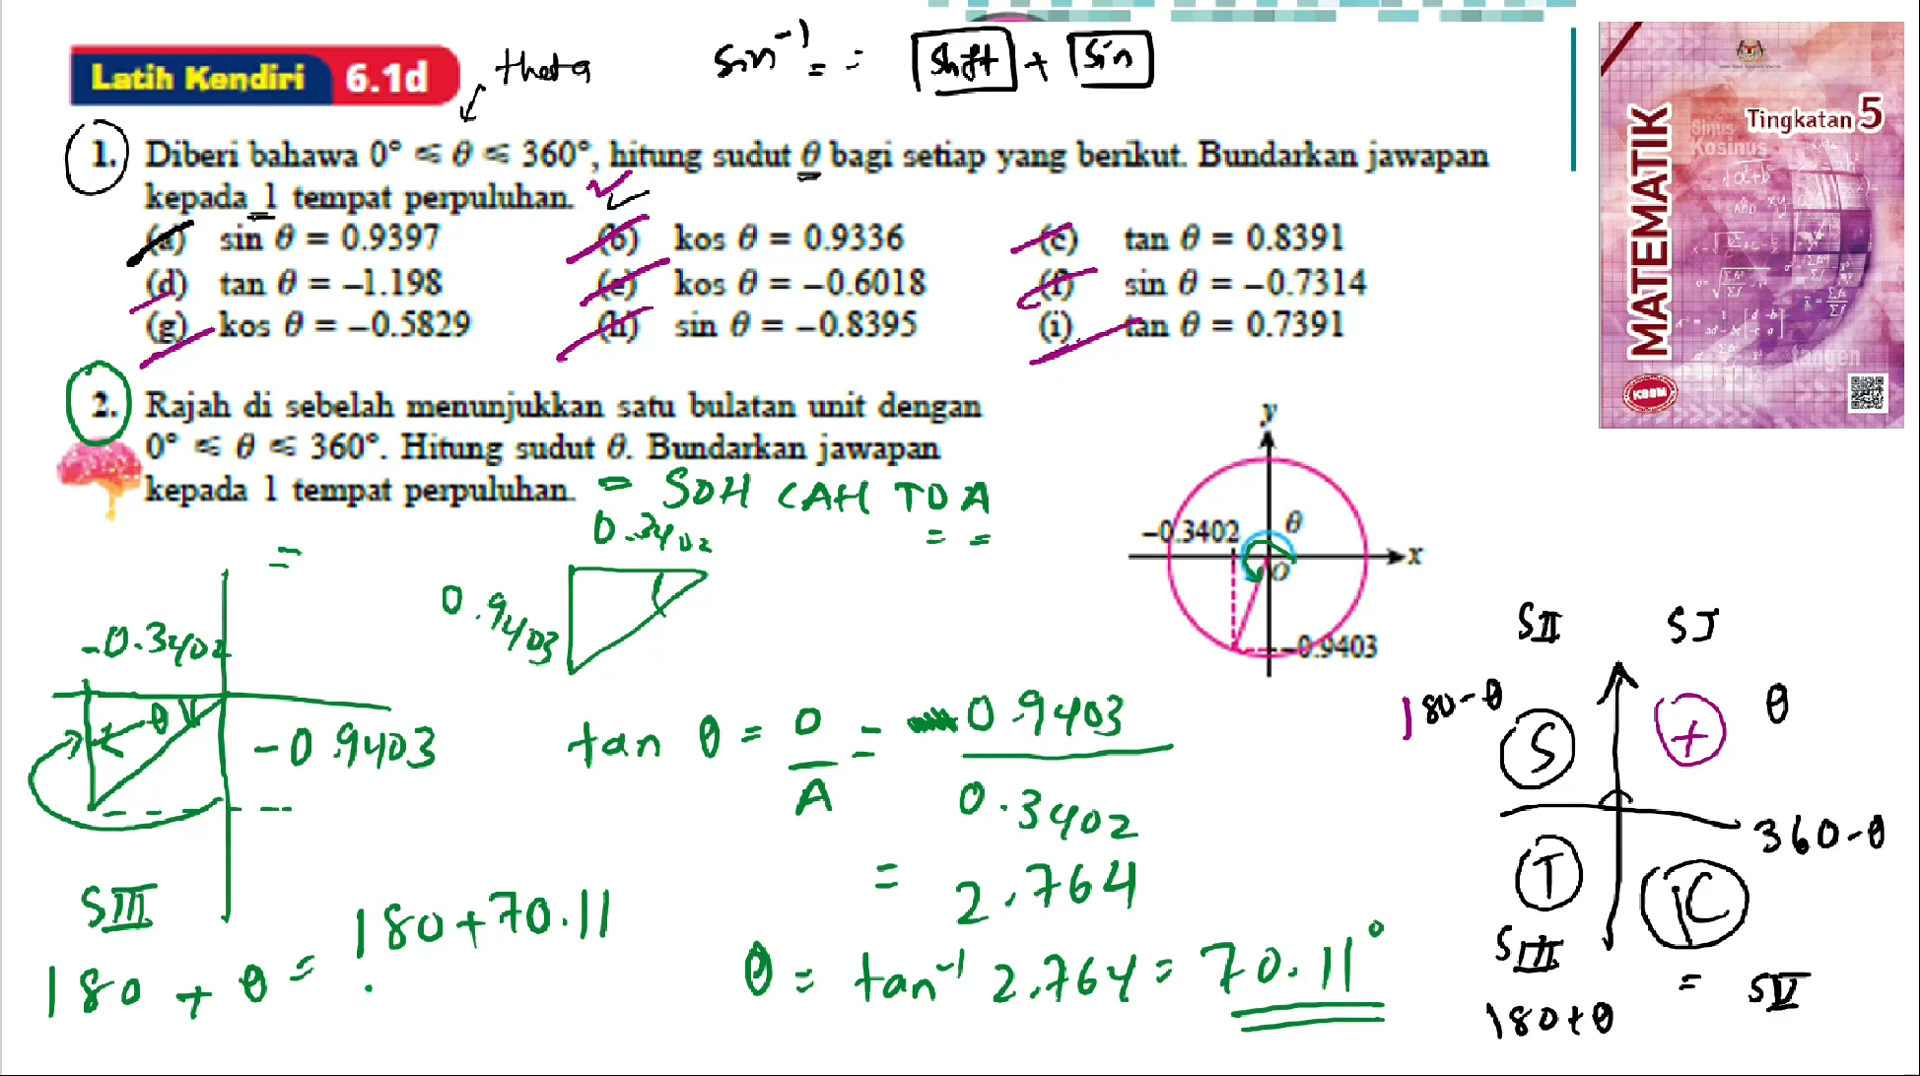 Latih Kendiri 6.1d
theta
sin⁻¹ = = shift + sin
1. Diberi bahawa 0° ⩽ θ ⩽ 360°, hitung sudut θ bagi setiap yang berikut. Bundarkan jawapan
kepada 1 tempat perpuluhan.
(a) sin θ = 0.9397 (b) kos θ = 0.9336 (c) tan θ = 0.8391
(d) tan θ = –1.198 (e) kos θ = –0.6018 (f) sin θ = –0.7314
(g) kos θ = –0.5829 (h) sin θ = –0.8395 (i) tan θ = 0.7391
2. Rajah di sebelah menunjukkan satu bulatan unit dengan
0° ⩽ θ ⩽ 360°. Hitung sudut θ. Bundarkan jawapan
kepada 1 tempat perpuluhan.
= SOH CAH TOA
y
–0.3402 θ
O x
–0.9403
0.3402
0.9403
-0.3402
θ
-0.9403
tan θ = O/A = 0.9403/0.3402
= 2.764
θ = tan⁻¹ 2.764 = 70.11°
SIII
180 + θ = 180 + 70.11
SII SI
180-θ S + θ
T C 360-θ
SIII = SIV
180+θ
MATEMATIK
Tingkatan 5
Sinus
Kosinus
tangen
KSSM